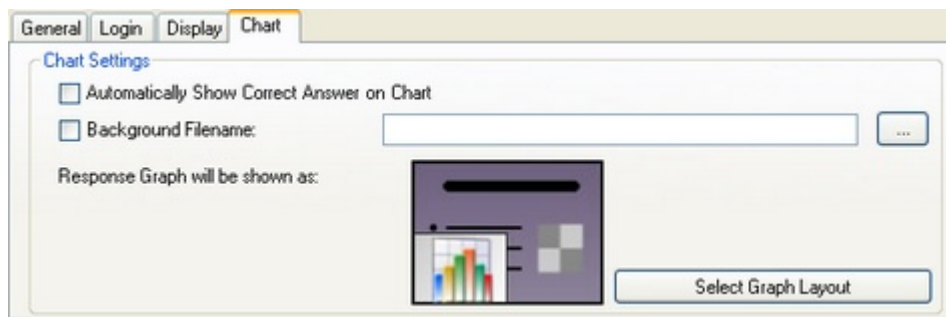 General Login Display Chart
Chart Settings
Automatically Show Correct Answer on Chart
Background Filename: ...
Response Graph will be shown as:
Select Graph Layout